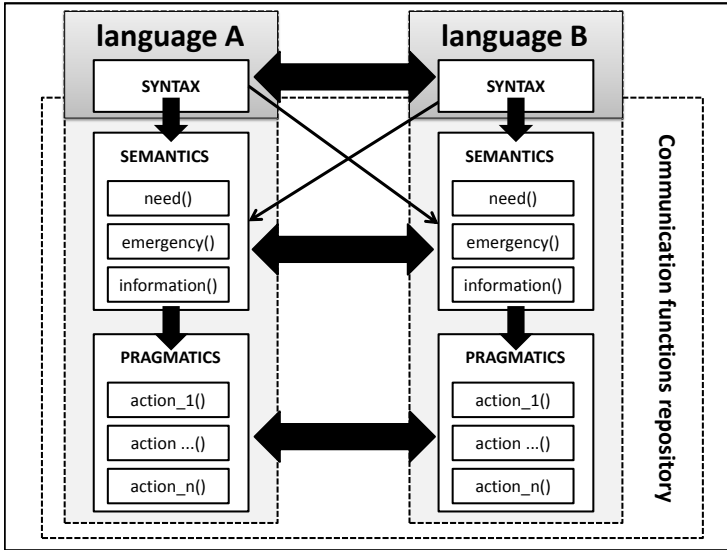 language A
SYNTAX
SEMANTICS
need()
emergency()
information()
PRAGMATICS
action_1()
action ...()
action_n()
language B
SYNTAX
SEMANTICS
need()
emergency()
information()
PRAGMATICS
action_1()
action ...()
action_n()
Communication functions repository